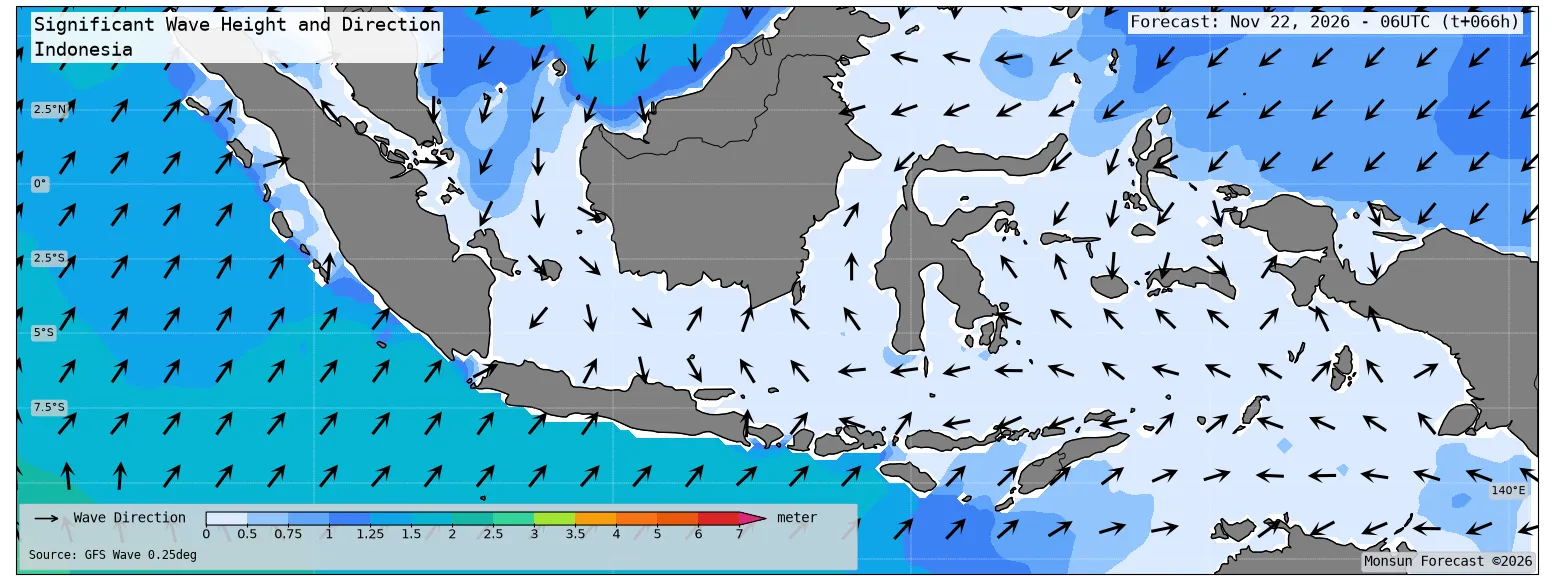 Significant Wave Height and Direction
Indonesia
Forecast: Nov 22, 2026 - 06UTC (t+066h)
2.5°N
0°
2.5°S
5°S
7.5°S
140°E
Wave Direction
meter
0 0.5 0.75 1 1.25 1.5 2 2.5 3 3.5 4 5 6 7
Source: GFS Wave 0.25deg
Monsun Forecast ©2026